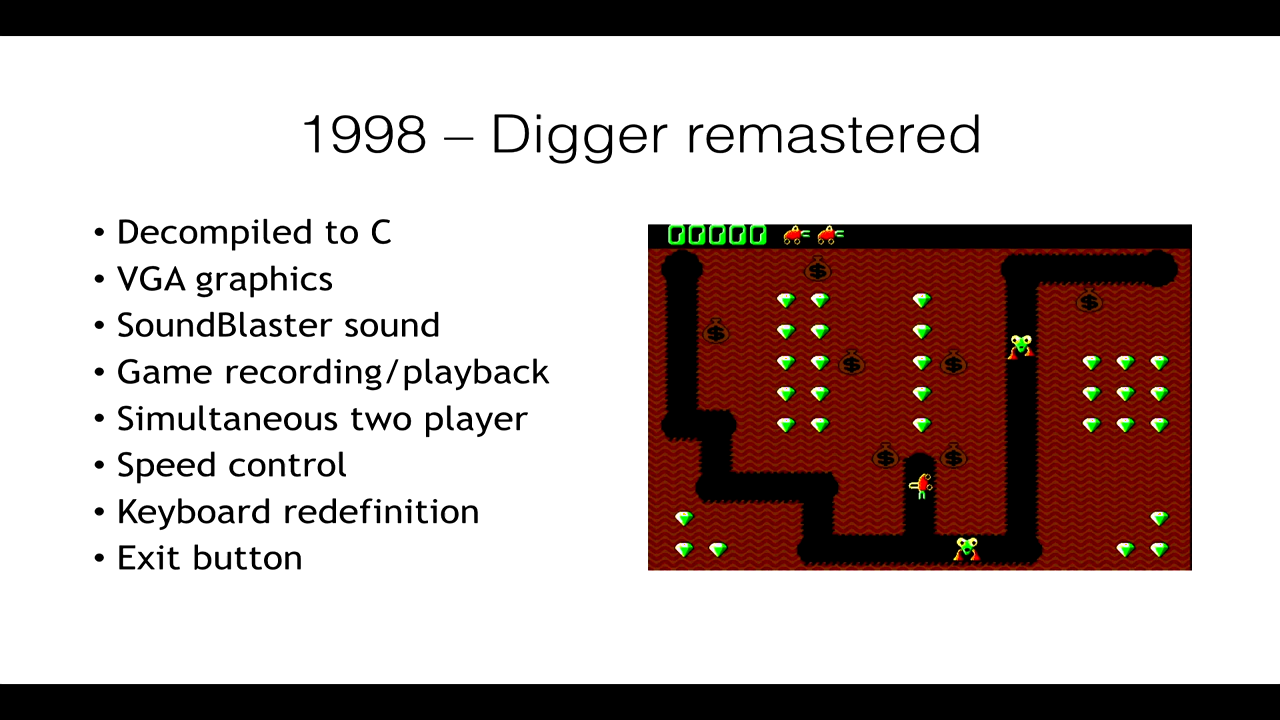 1998 – Digger remastered
• Decompiled to C
• VGA graphics
• SoundBlaster sound
• Game recording/playback
• Simultaneous two player
• Speed control
• Keyboard redefinition
• Exit button
00000
$
$
$
$
$
$
$